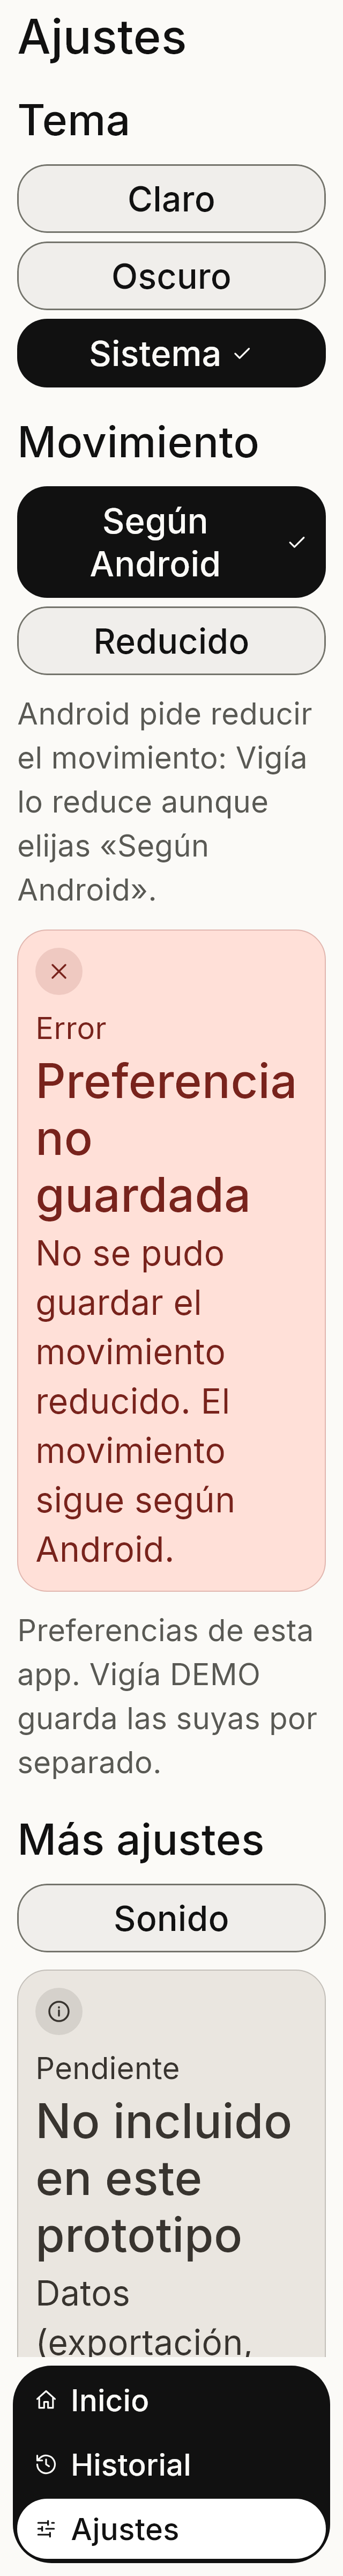 Ajustes
Tema
Claro
Oscuro
Sistema
Movimiento
Según
Android
Reducido
Android pide reducir
el movimiento: Vigía
lo reduce aunque
elijas «Según
Android».
Error
Preferencia
no
guardada
No se pudo
guardar el
movimiento
reducido. El
movimiento
sigue según
Android.
Preferencias de esta
app. Vigía DEMO
guarda las suyas por
separado.
Más ajustes
Sonido
Pendiente
No incluido
en este
prototipo
Datos
(exportación,
Inicio
Historial
Ajustes